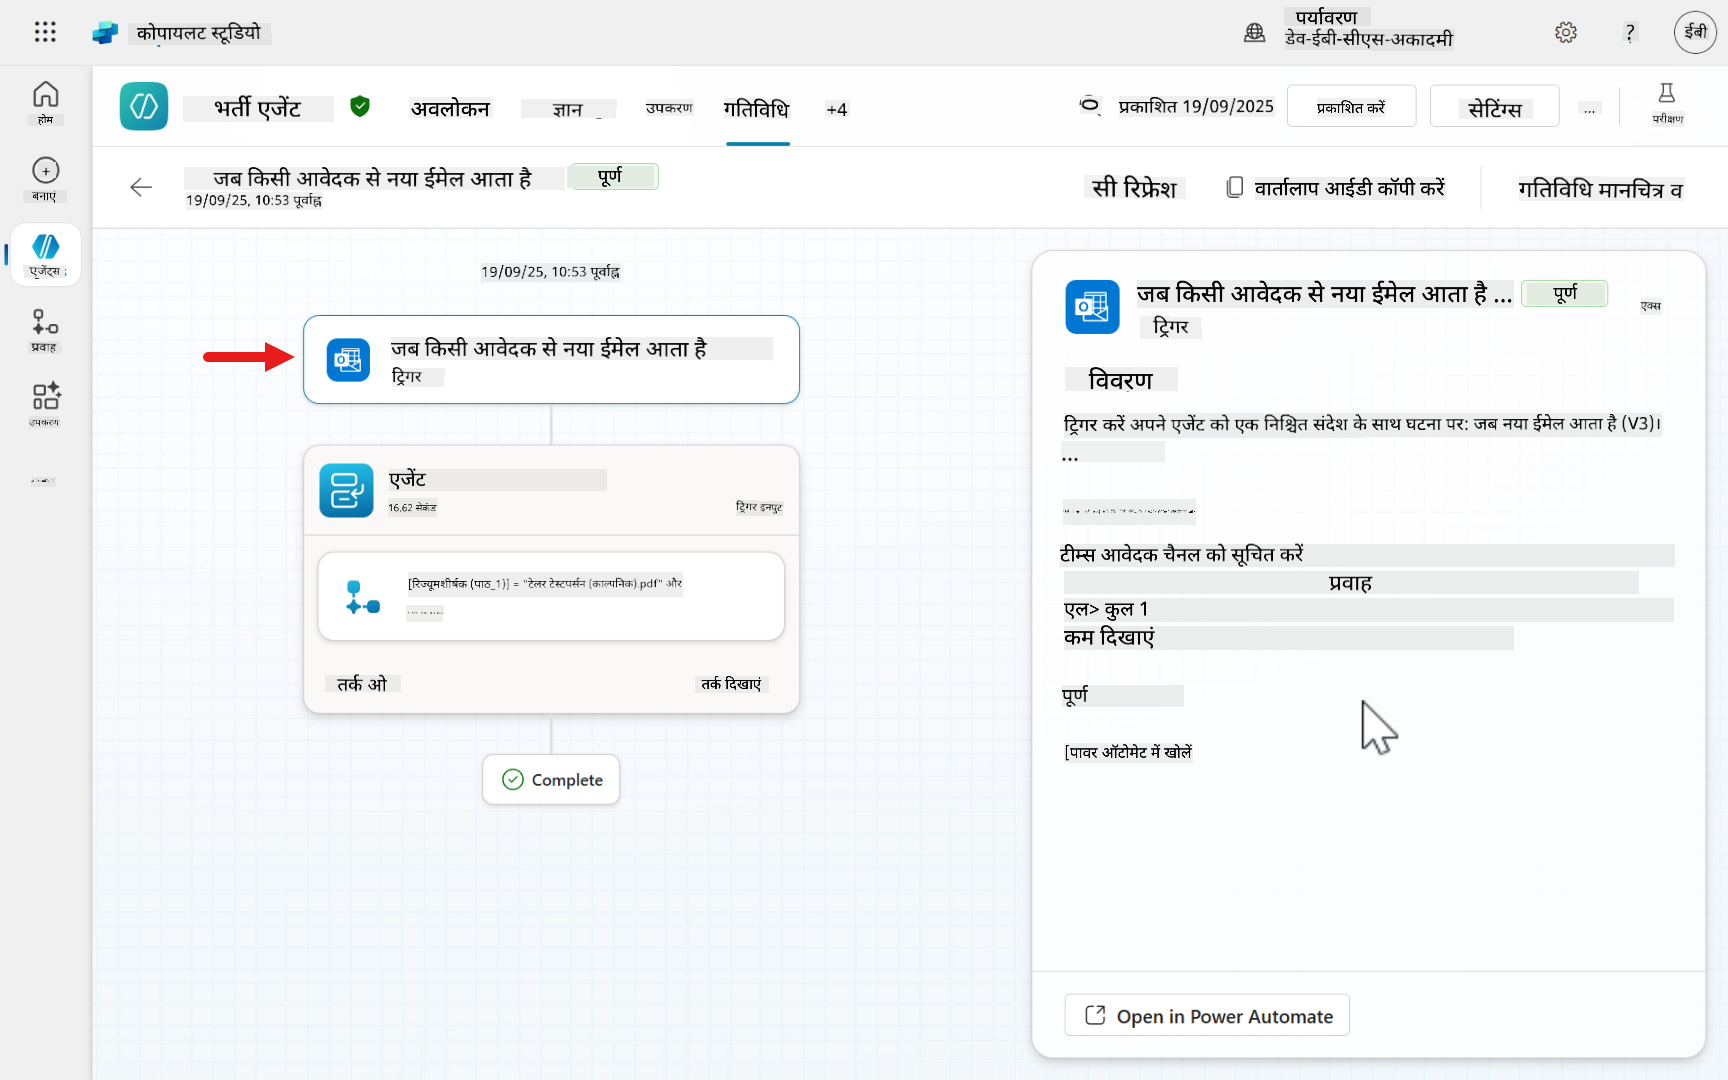 कोपायलट स्टूडियो
पर्यावरण
डेव-ईबी-सीएस-अकादमी
?
ईबी
होम
बनाएं
एजेंट्स
प्रवाह
उपकरण
भर्ती एजेंट
अवलोकन
ज्ञान
उपकरण
गतिविधि
+4
प्रकाशित 19/09/2025
प्रकाशित करें
सेटिंग्स
...
परीक्षण
जब किसी आवेदक से नया ईमेल आता है
पूर्ण
19/09/25, 10:53 पूर्वाह्न
सी रिफ्रेश
वार्तालाप आईडी कॉपी करें
गतिविधि मानचित्र व
19/09/25, 10:53 पूर्वाह्न
जब किसी आवेदक से नया ईमेल आता है
ट्रिगर
एजेंट
16.62 सेकंड
ट्रिगर इनपुट
[रिज्यूमशीर्षक (पाठ_1)] = "टेलर टेस्टपर्सन (काल्पनिक).pdf" और
तर्क ओ
तर्क दिखाएं
Complete
जब किसी आवेदक से नया ईमेल आता है ...
पूर्ण
एक्स
ट्रिगर
विवरण
ट्रिगर करें अपने एजेंट को एक निश्चित संदेश के साथ घटना पर: जब नया ईमेल आता है (V3)।
...
टीम्स आवेदक चैनल को सूचित करें
प्रवाह
एल> कुल 1
कम दिखाएं
पूर्ण
[पावर ऑटोमेट में खोलें
Open in Power Automate